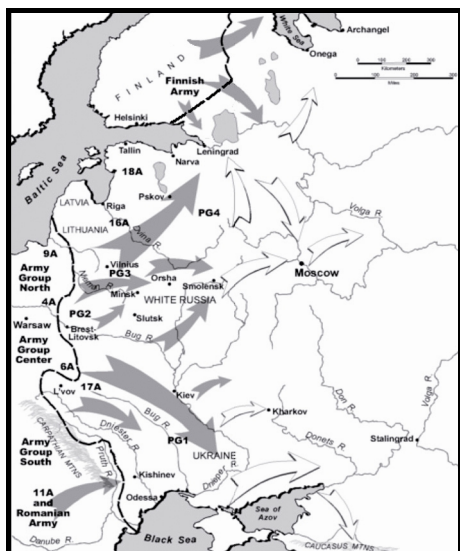 White Sea
Archangel
Onega
FINLAND
Finnish
Army
Helsinki
Leningrad
Tallin
Narva
Baltic Sea
18A
Pskov
LATVIA
Riga
PG4
16A
LITHUANIA
Dvina R.
Volga R.
9A
Army
Group
North
Vilnius
PG3
Orsha
Moscow
Neman R.
Minsk
Smolensk
4A
WHITE RUSSIA
PG2
Slutsk
Warsaw
Brest-
Litovsk
Bug R.
Army
Group
Center
6A
L'vov
17A
Kiev
Kharkov
Don R.
Volga R.
Bug R.
Dniester R.
Donets R.
Stalingrad
CARPATHIAN MTNS
PG1
Army
Group
South
Pruth R.
UKRAINE
Dnieper R.
Kishinev
11A
and
Romanian
Army
Odessa
Sea of
Azov
Danube R.
Black Sea
CAUCASUS MTNS